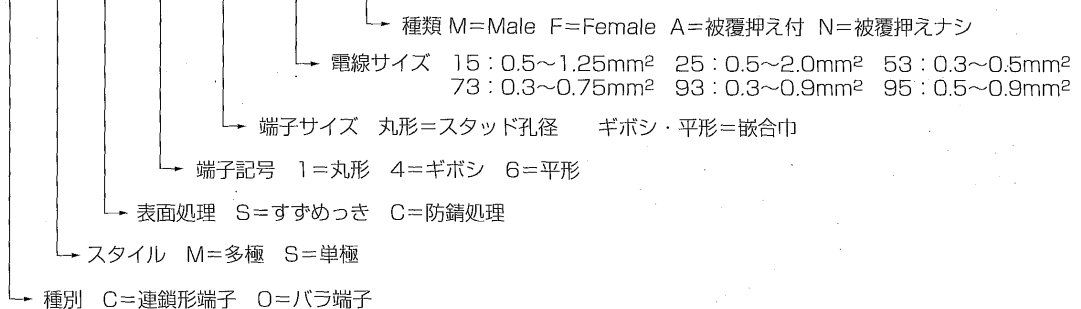 種類 M=Male F=Female A=被覆押え付 N=被覆押えナシ
電線サイズ 15:0.5～1.25mm² 25:0.5～2.0mm² 53:0.3～0.5mm²
73:0.3～0.75mm² 93:0.3～0.9mm² 95:0.5～0.9mm²
端子サイズ 丸形=スタッド孔径 ギボシ・平形=嵌合巾
端子記号 1=丸形 4=ギボシ 6=平形
表面処理 S=すずめっき C=防錆処理
スタイル M=多極 S=単極
種別 C=連鎖形端子 O=バラ端子